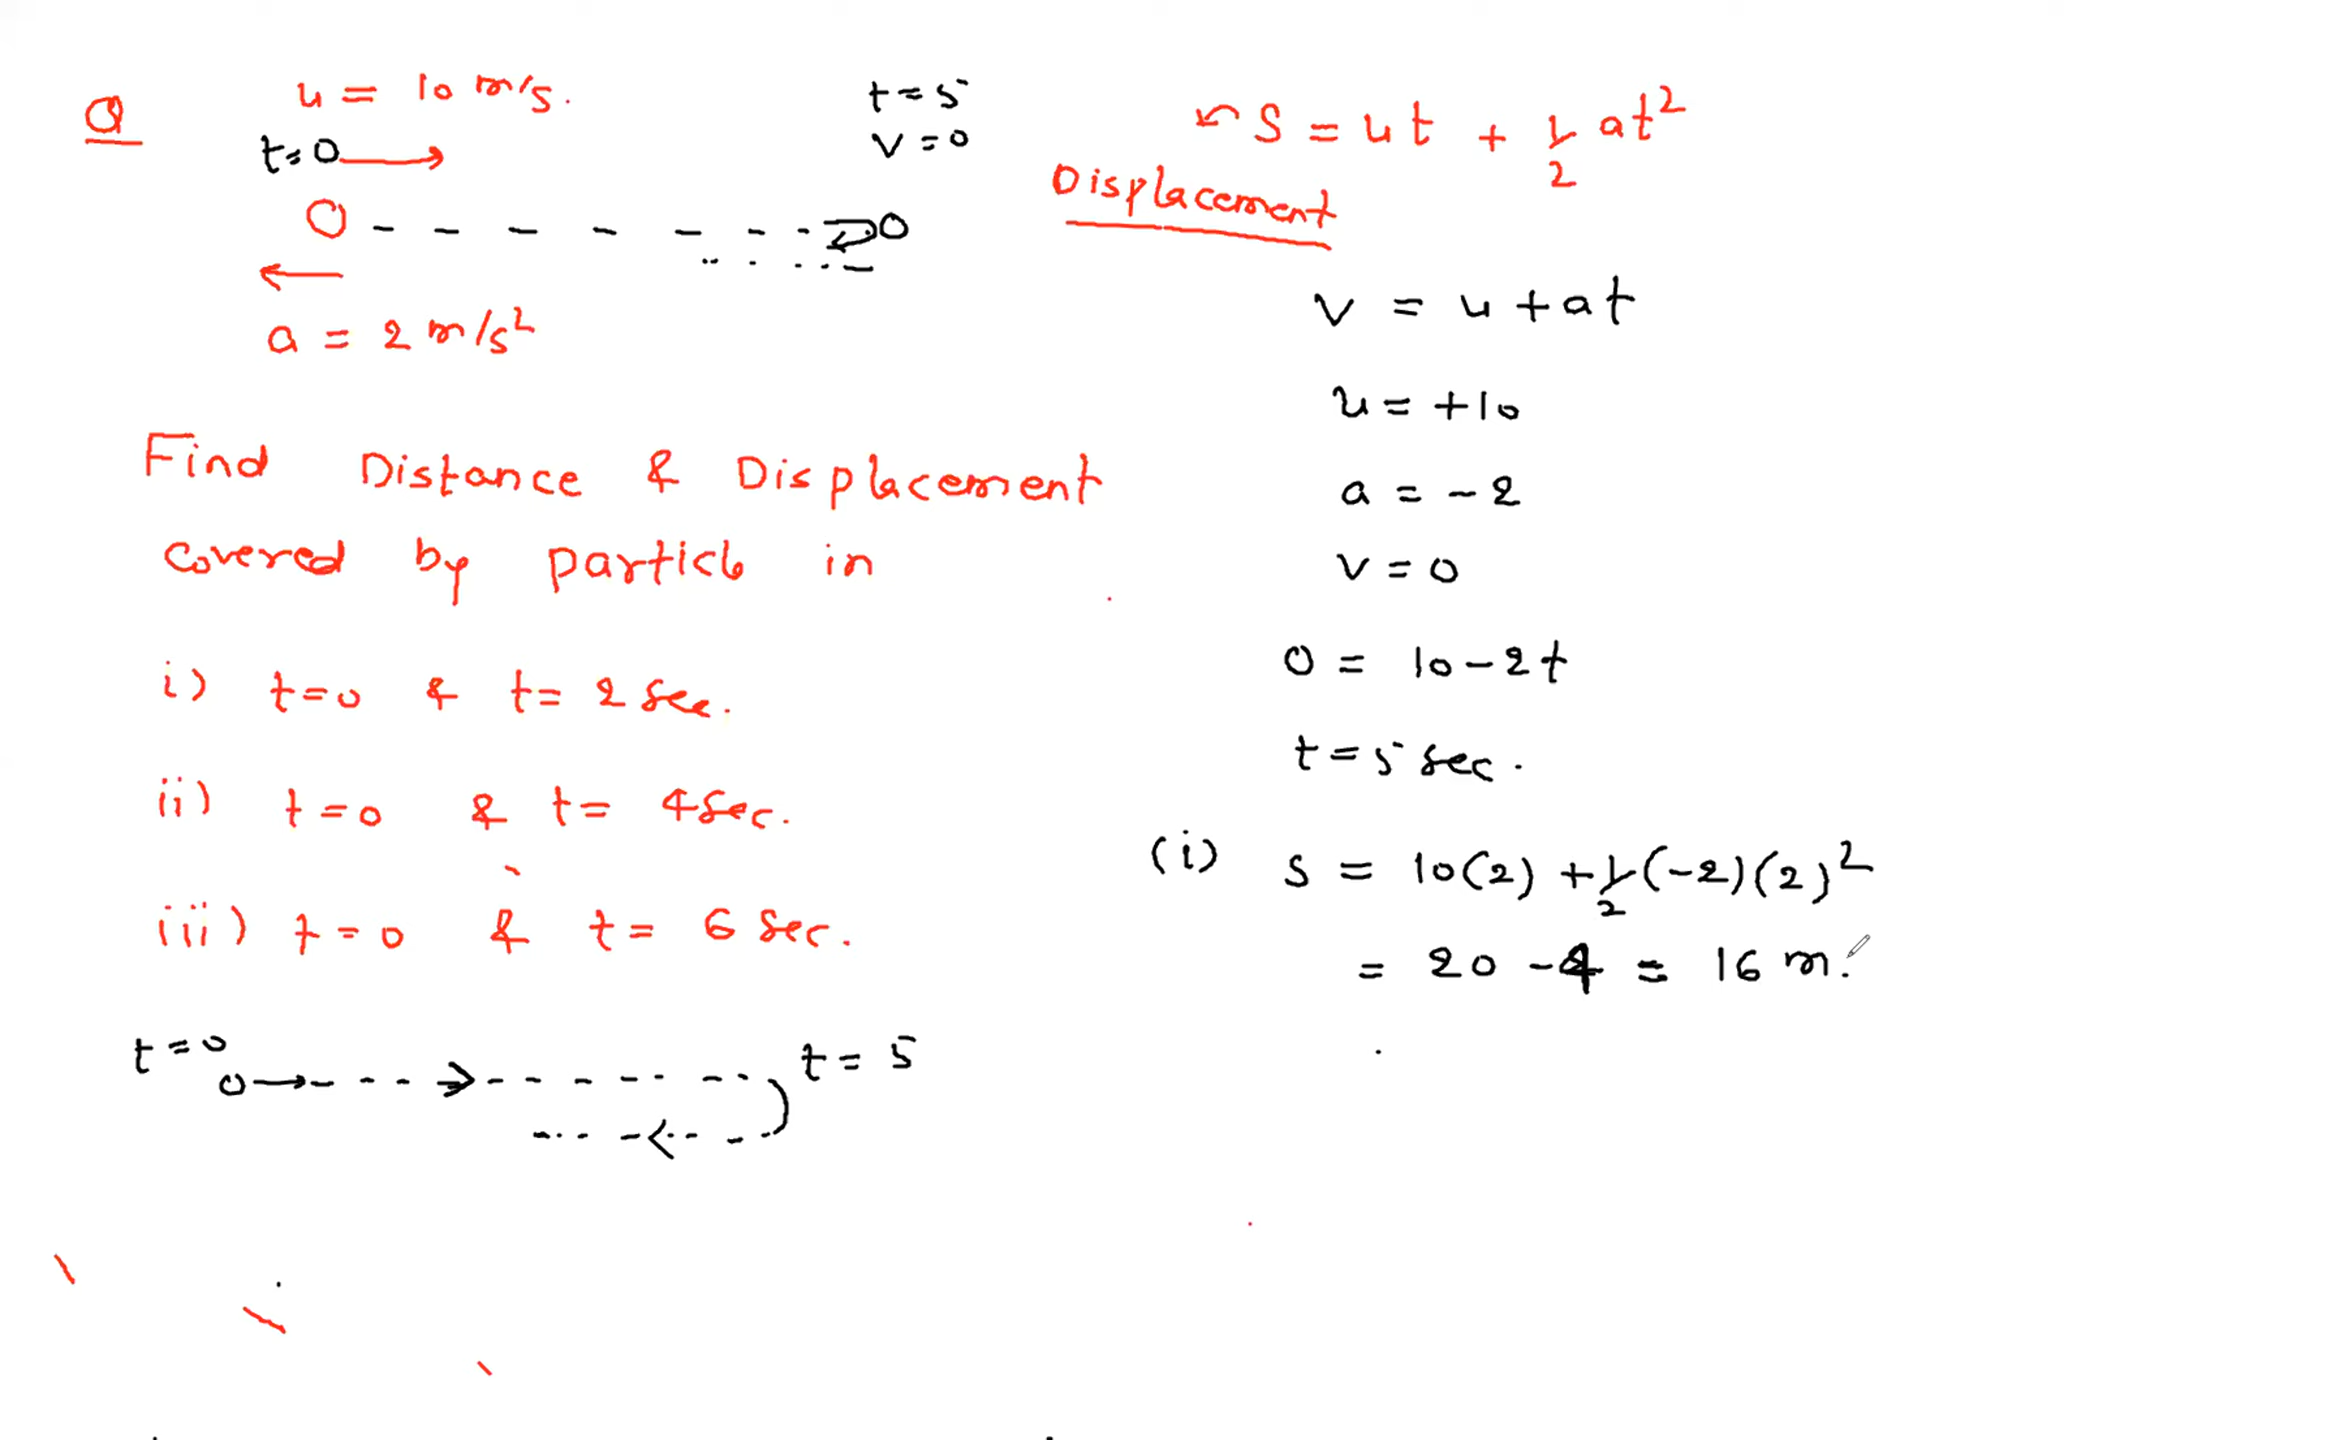 Q
u = 10 m/s.
t=0
t=5
v=0
a = 2 m/s²
Find Distance & Displacement
covered by particle in
i) t=0 & t= 2 sec.
ii) t=0 & t= 4 sec.
iii) t=0 & t= 6 sec.
t=0
t=5
S = ut + 1/2 at²
Displacement
v = u + at
u = +10
a = -2
v = 0
0 = 10 - 2t
t = 5 sec.
(i) S = 10(2) + 1/2 (-2)(2)²
= 20 - 4 = 16 m.